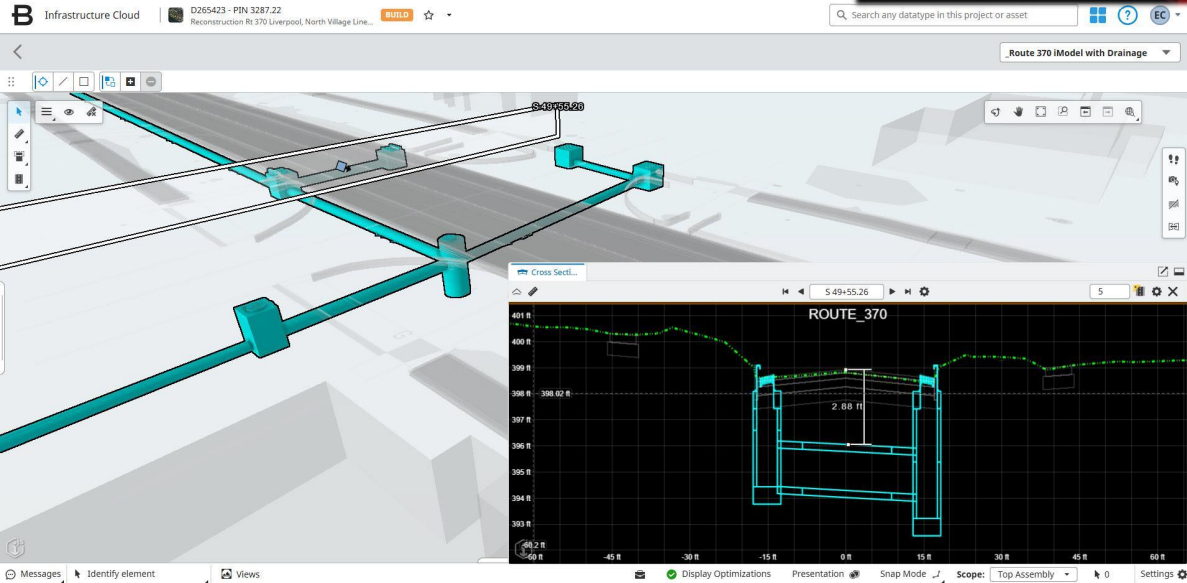 B Infrastructure Cloud
D265423 - PIN 3287.22
Reconstruction Rt 370 Liverpool, North Village Line...
BUILD
Search any datatype in this project or asset
?
EC
_Route 370 iModel with Drainage
S:49+55.26
Cross Secti...
S 49+55.26
5
ROUTE_370
401 ft
400 ft
399 ft
398 ft
398.02 ft
2.88 ft
397 ft
396 ft
395 ft
394 ft
393 ft
-60 ft
-45 ft
-30 ft
-15 ft
0 ft
15 ft
30 ft
45 ft
60 ft
Messages
Identify element
Views
Display Optimizations
Presentation
Snap Mode
Scope:
Top Assembly
0
Settings